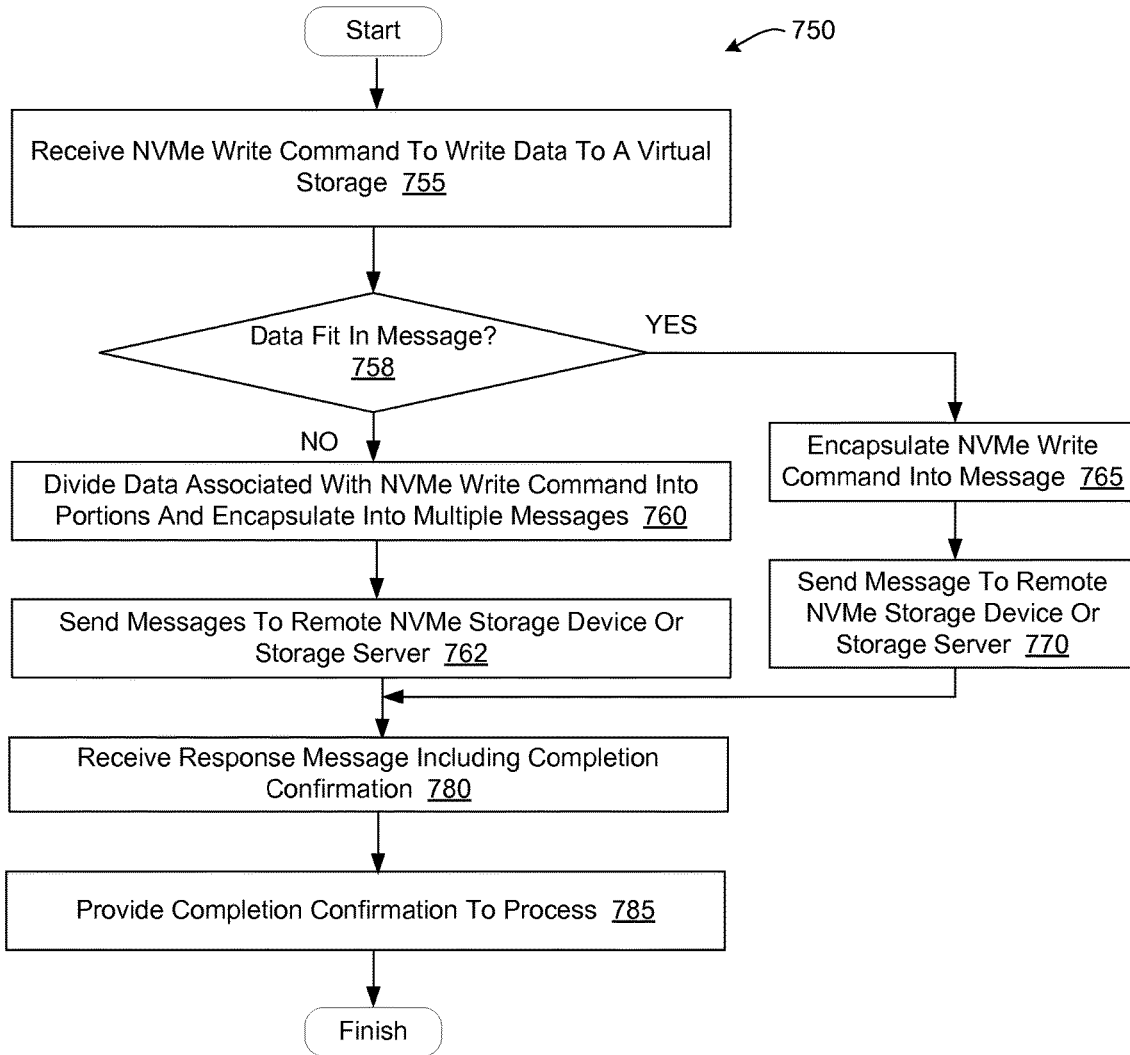 Start
750
Receive NVMe Write Command To Write Data To A Virtual
Storage 755
Data Fit In Message?
758
YES
NO
Encapsulate NVMe Write
Command Into Message 765
Divide Data Associated With NVMe Write Command Into
Portions And Encapsulate Into Multiple Messages 760
Send Message To Remote
NVMe Storage Device Or
Storage Server 770
Send Messages To Remote NVMe Storage Device Or
Storage Server 762
Receive Response Message Including Completion
Confirmation 780
Provide Completion Confirmation To Process 785
Finish